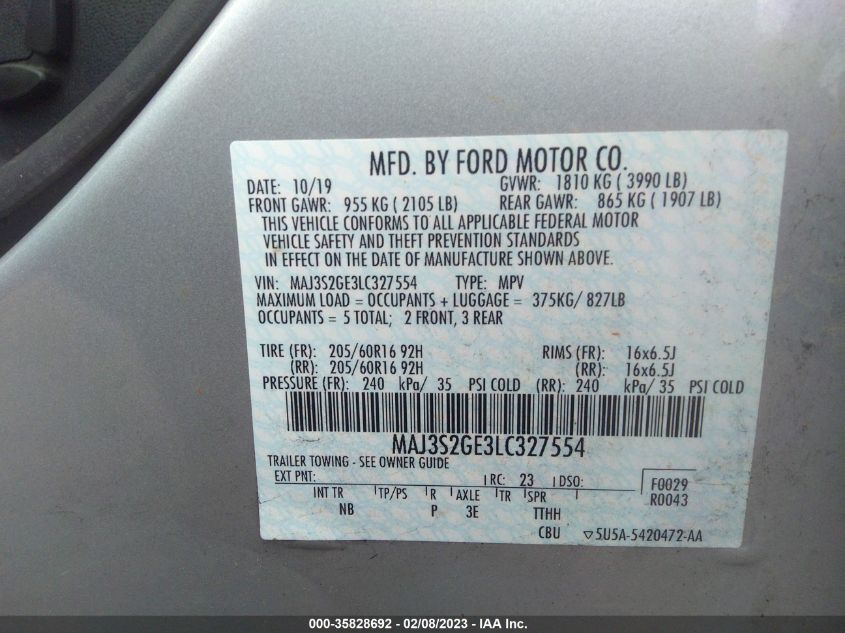 MFD. BY FORD MOTOR CO.
DATE: 10/19 GVWR: 1810 KG ( 3990 LB)
FRONT GAWR: 955 KG ( 2105 LB) REAR GAWR: 865 KG ( 1907 LB)
THIS VEHICLE CONFORMS TO ALL APPLICABLE FEDERAL MOTOR
VEHICLE SAFETY AND THEFT PREVENTION STANDARDS
IN EFFECT ON THE DATE OF MANUFACTURE SHOWN ABOVE.
VIN: MAJ3S2GE3LC327554 TYPE: MPV
MAXIMUM LOAD = OCCUPANTS + LUGGAGE = 375KG/ 827LB
OCCUPANTS = 5 TOTAL; 2 FRONT, 3 REAR
TIRE (FR): 205/60R16 92H RIMS (FR): 16x6.5J
(RR): 205/60R16 92H (RR): 16x6.5J
PRESSURE (FR): 240 kPa/ 35 PSI COLD (RR): 240 kPa/ 35 PSI COLD
MAJ3S2GE3LC327554
TRAILER TOWING - SEE OWNER GUIDE
EXT PNT: RC: 23 DSO: F0029
INT TR TP/PS R AXLE TR SPR R0043
NB P 3E TTHH
CBU ▽5U5A-5420472-AA
000-35828692 - 02/08/2023 - IAA Inc.